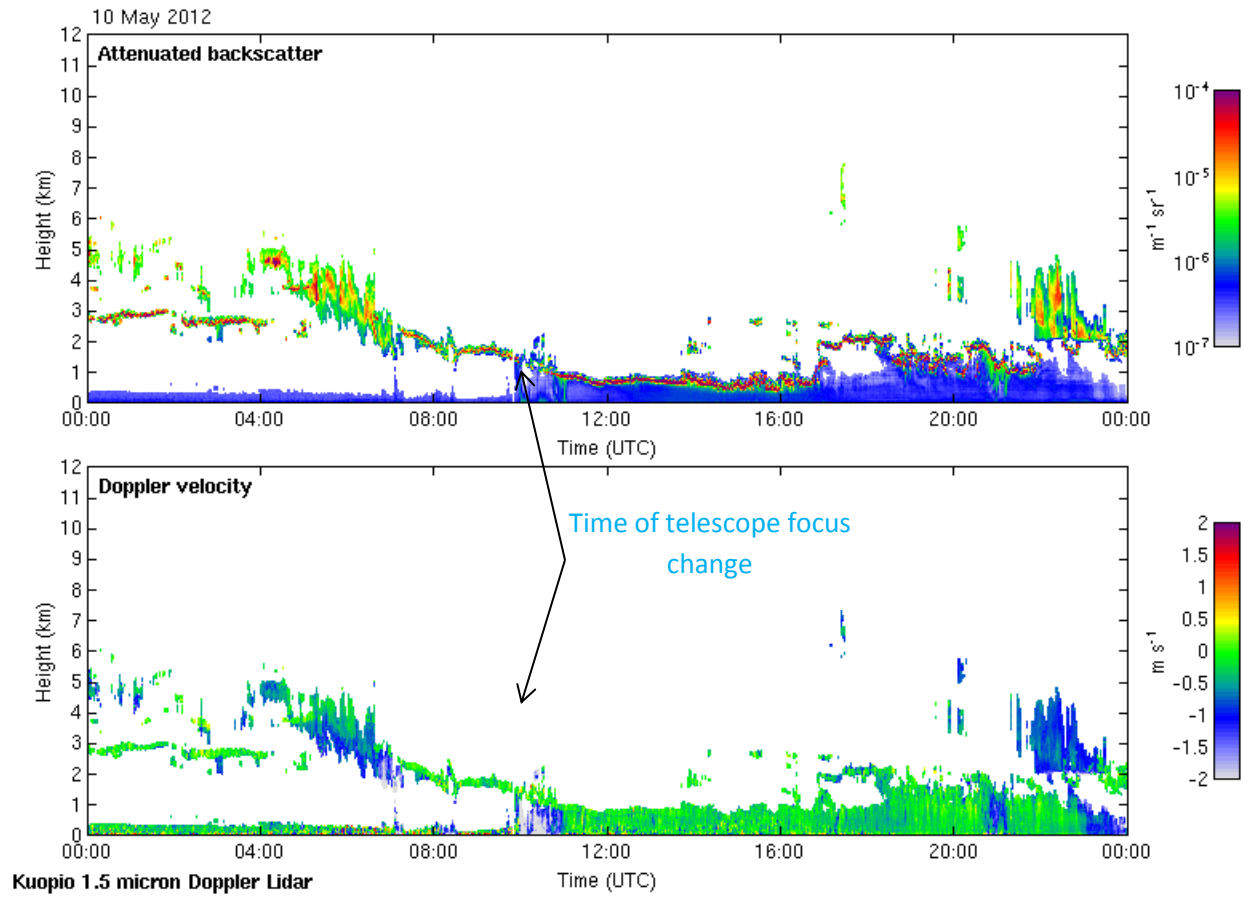 10 May 2012
Attenuated backscatter
12
11
10
9
8
7
6
5
4
3
2
1
0
Height (km)
00:00 04:00 08:00 12:00 16:00 20:00 00:00
Time (UTC)
10-4
10-5
10-6
10-7
m-1 sr-1
Doppler velocity
12
11
10
9
8
7
6
5
4
3
2
1
0
Height (km)
Time of telescope focus
change
00:00 04:00 08:00 12:00 16:00 20:00 00:00
Time (UTC)
2
1.5
1
0.5
0
-0.5
-1
-1.5
-2
m s-1
Kuopio 1.5 micron Doppler Lidar